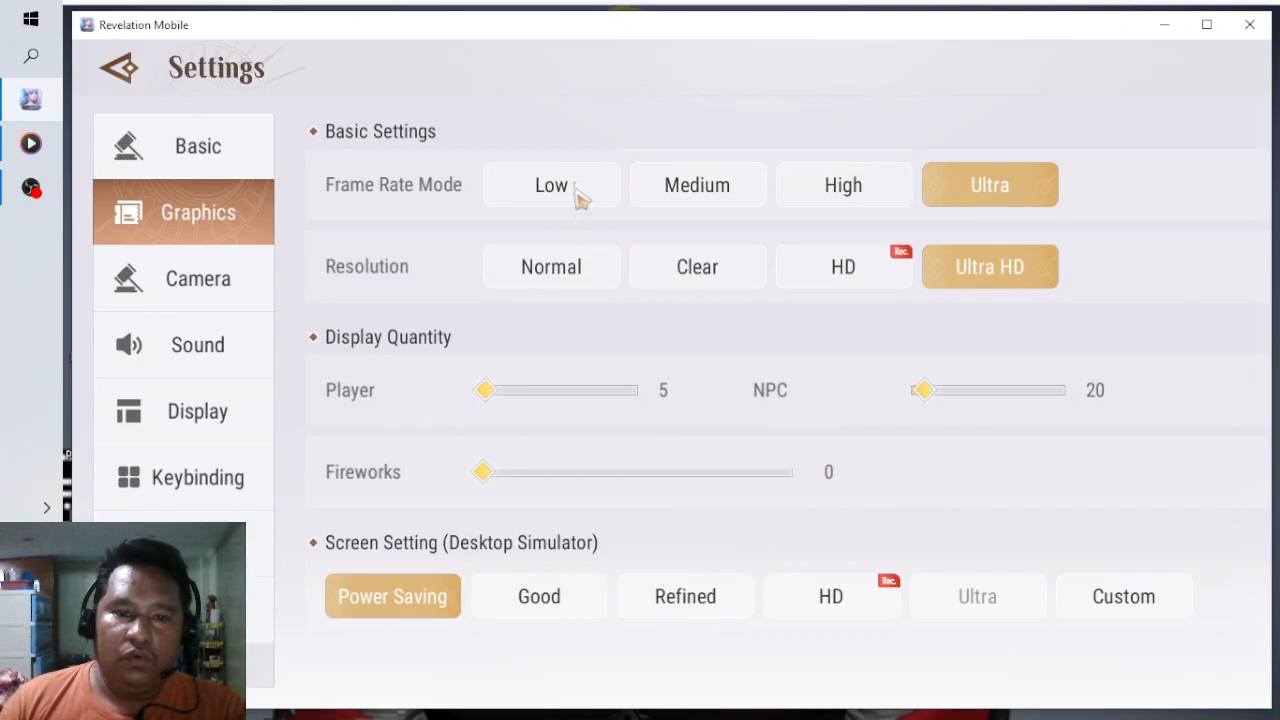 Revelation Mobile
Settings
Basic
Graphics
Camera
Sound
Display
Keybinding
Basic Settings
Frame Rate Mode Low Medium High Ultra
Resolution Normal Clear HD Rec. Ultra HD
Display Quantity
Player 5 NPC 20
Fireworks 0
Screen Setting (Desktop Simulator)
Power Saving Good Refined HD Rec. Ultra Custom